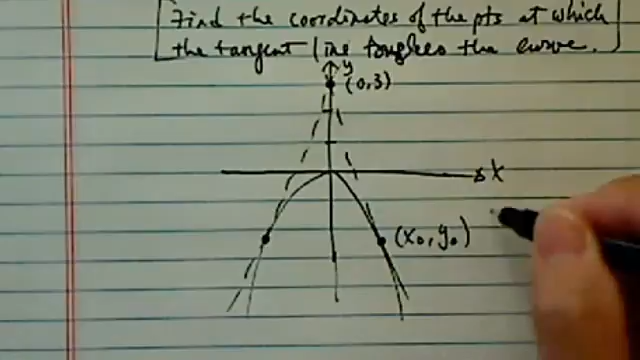 Find the coordinates of the pts at which
the tangent line touches the curve.
y
(0,3)
x
(x₀, y₀)